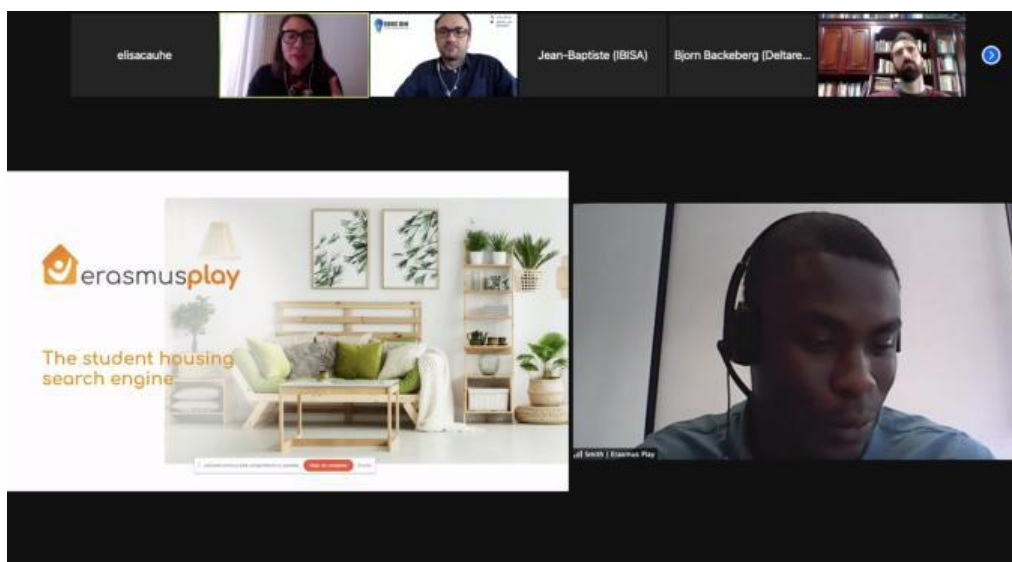 elisacauhe
Jean-Baptiste (IBISA)
Bjorn Backeberg (Deltare...
erasmusplay
The student housing
search engine
Smith | Erasmus Play